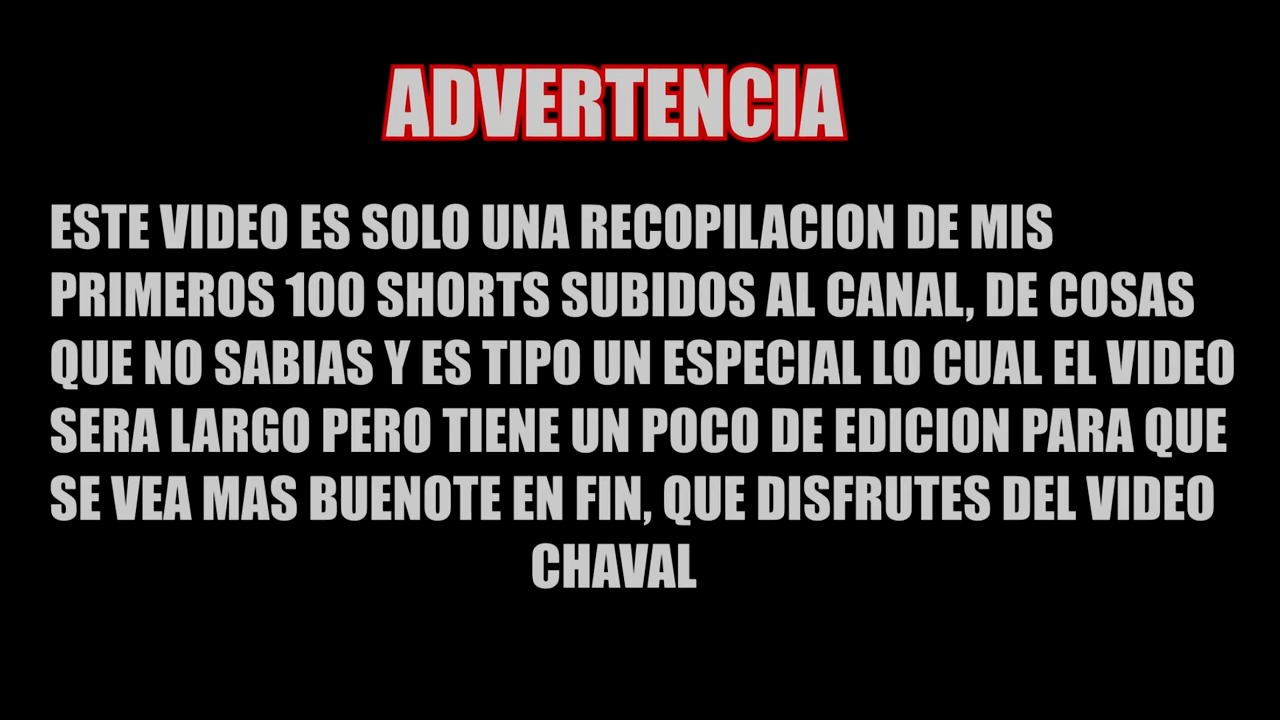 ADVERTENCIA
ESTE VIDEO ES SOLO UNA RECOPILACION DE MIS
PRIMEROS 100 SHORTS SUBIDOS AL CANAL, DE COSAS
QUE NO SABIAS Y ES TIPO UN ESPECIAL LO CUAL EL VIDEO
SERA LARGO PERO TIENE UN POCO DE EDICION PARA QUE
SE VEA MAS BUENOTE EN FIN, QUE DISFRUTES DEL VIDEO
CHAVAL